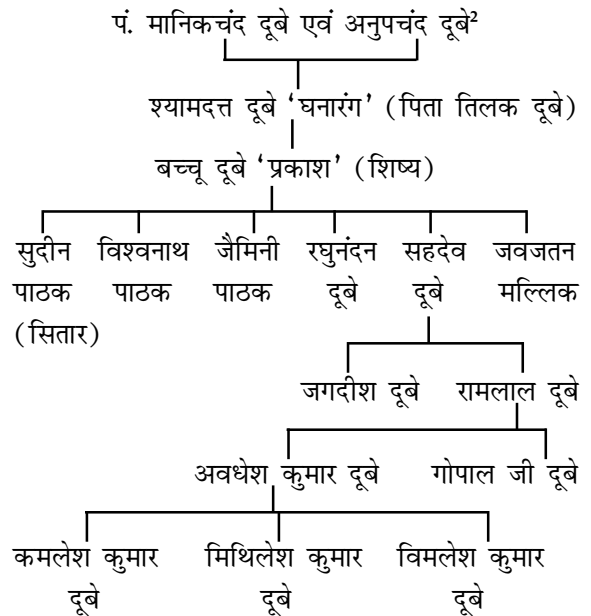 पं. मानिकचंद दूबे एवं अनुपचंद दूबे²
श्यामदत्त दूबे ‘घनारंग’ (पिता तिलक दूबे)
बच्चू दूबे ‘प्रकाश’ (शिष्य)
सुदीन विश्वनाथ जैमिनी रघुनंदन सहदेव जवजतन
पाठक पाठक पाठक दूबे दूबे मल्लिक
(सितार)
जगदीश दूबे रामलाल दूबे
अवधेश कुमार दूबे गोपाल जी दूबे
कमलेश कुमार मिथिलेश कुमार विमलेश कुमार
दूबे दूबे दूबे